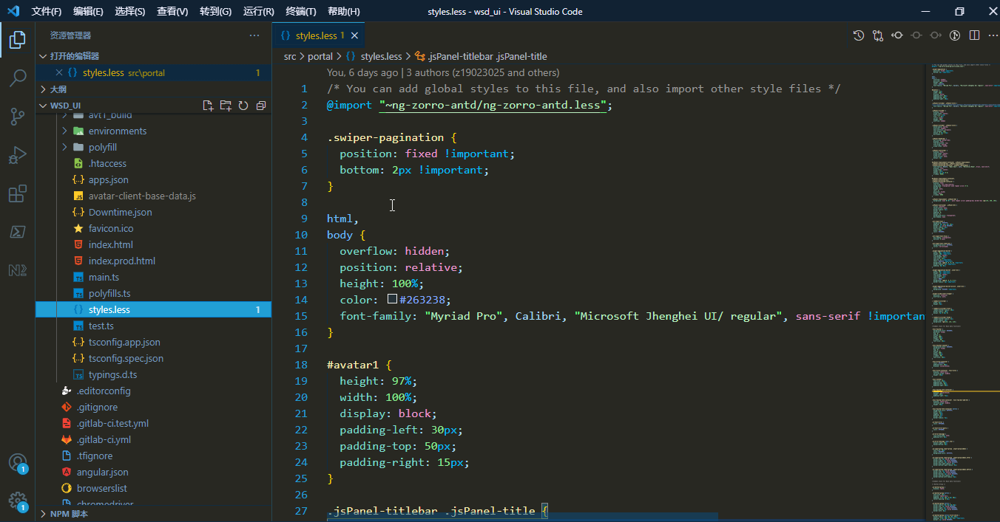 文件(F) 编辑(E) 选择(S) 查看(V) 转到(G) 运行(R) 终端(T) 帮助(H) styles.less - wsd_ui - Visual Studio Code
资源管理器
打开的编辑器
styles.less src\portal 1
大纲
WSD_UI
avt1_build
environments
polyfill
.htaccess
apps.json
avatar-client-base-data.js
Downtime.json
favicon.ico
index.html
index.prod.html
main.ts
polyfills.ts
styles.less 1
test.ts
tsconfig.app.json
tsconfig.spec.json
typings.d.ts
.editorconfig
.gitignore
.gitlab-ci.test.yml
.gitlab-ci.yml
.tfignore
angular.json
browserslist
chromedriver
NPM 脚本
1
1
styles.less 1
src > portal > styles.less > .jsPanel-titlebar .jsPanel-title
You, 6 days ago | 3 authors (z19023025 and others)
1 /* You can add global styles to this file, and also import other style files */
2 @import "~ng-zorro-antd/ng-zorro-antd.less";
3
4 .swiper-pagination {
5 position: fixed !important;
6 bottom: 2px !important;
7 }
8
9 html,
10 body {
11 overflow: hidden;
12 position: relative;
13 height: 100%;
14 color: #263238;
15 font-family: "Myriad Pro", Calibri, "Microsoft Jhenghei UI/ regular", sans-serif !importan
16 }
17
18 #avatar1 {
19 height: 97%;
20 width: 100%;
21 display: block;
22 padding-left: 30px;
23 padding-top: 50px;
24 padding-right: 15px;
25 }
26
27 .jsPanel-titlebar .jsPanel-title {